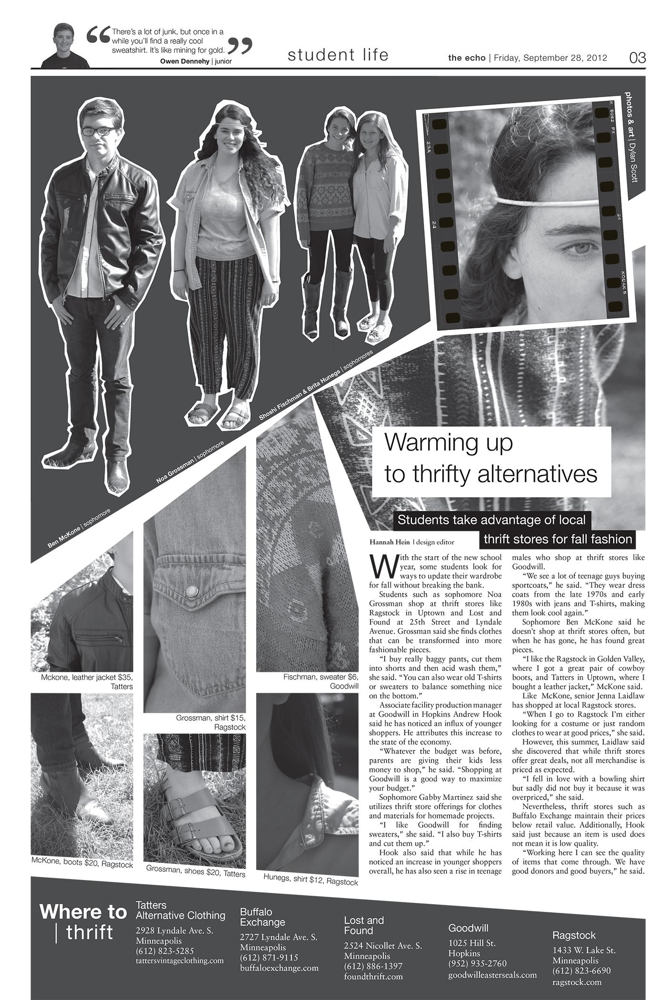 There's a lot of junk, but once in a
while you'll find a really cool
sweatshirt. It's like mining for gold.
Owen Dennehy | junior
student life
the echo | Friday, September 28, 2012
03
photos & art | Dylan Scott
K 5062 PX
23A
24
24
KODAK 5
Shoshi Fischman & Brita Hunegs | sophomores
Noa Grossman | sophomore
Ben McKone | sophomore
Warming up
to thrifty alternatives
Students take advantage of local
thrift stores for fall fashion
Mckone, leather jacket $35,
Tatters
Grossman, shirt $15,
Ragstock
Fischman, sweater $6,
Goodwill
McKone, boots $20, Ragstock
Grossman, shoes $20, Tatters
Hunegs, shirt $12, Ragstock
Hannah Hein | design editor
With the start of the new school
year, some students look for
ways to update their wardrobe
for fall without breaking the bank.
Students such as sophomore Noa
Grossman shop at thrift stores like
Ragstock in Uptown and Lost and
Found at 25th Street and Lyndale
Avenue. Grossman said she finds clothes
that can be transformed into more
fashionable pieces.
“I buy really baggy pants, cut them
into shorts and then acid wash them,”
she said. “You can also wear old T-shirts
or sweaters to balance something nice
on the bottom.”
Associate facility production manager
at Goodwill in Hopkins Andrew Hook
said he has noticed an influx of younger
shoppers. He attributes this increase to
the state of the economy.
“Whatever the budget was before,
parents are giving their kids less
money to shop,” he said. “Shopping at
Goodwill is a good way to maximize
your budget.”
Sophomore Gabby Martinez said she
utilizes thrift store offerings for clothes
and materials for homemade projects.
“I like Goodwill for finding
sweaters,” she said. “I also buy T-shirts
and cut them up.”
Hook also said that while he has
noticed an increase in younger shoppers
overall, he has also seen a rise in teenage
males who shop at thrift stores like
Goodwill.
“We see a lot of teenage guys buying
sportcoats,” he said. “They wear dress
coats from the late 1970s and early
1980s with jeans and T-shirts, making
them look cool again.”
Sophomore Ben McKone said he
doesn't shop at thrift stores often, but
when he has gone, he has found great
pieces.
“I like the Ragstock in Golden Valley,
where I got a great pair of cowboy
boots, and Tatters in Uptown, where I
bought a leather jacket,” McKone said.
Like McKone, senior Jenna Laidlaw
has shopped at local Ragstock stores.
“When I go to Ragstock I'm either
looking for a costume or just random
clothes to wear at good prices,” she said.
However, this summer, Laidlaw said
she discovered that while thrift stores
offer great deals, not all merchandise is
priced as expected.
“I fell in love with a bowling shirt
but sadly did not buy it because it was
overpriced,” she said.
Nevertheless, thrift stores such as
Buffalo Exchange maintain their prices
below retail value. Additionally, Hook
said just because an item is used does
not mean it is low quality.
“Working here I can see the quality
of items that come through. We have
good donors and good buyers,” he said.
Where to
| thrift
Tatters
Alternative Clothing
2928 Lyndale Ave. S.
Minneapolis
(612) 823-5285
tattersvintageclothing.com
Buffalo
Exchange
2727 Lyndale Ave. S.
Minneapolis
(612) 871-9115
buffaloexchange.com
Lost and
Found
2524 Nicollet Ave. S.
Minneapolis
(612) 886-1397
foundthrift.com
Goodwill
1025 Hill St.
Hopkins
(952) 935-2760
goodwilleasterseals.com
Ragstock
1433 W. Lake St.
Minneapolis
(612) 823-6690
ragstock.com